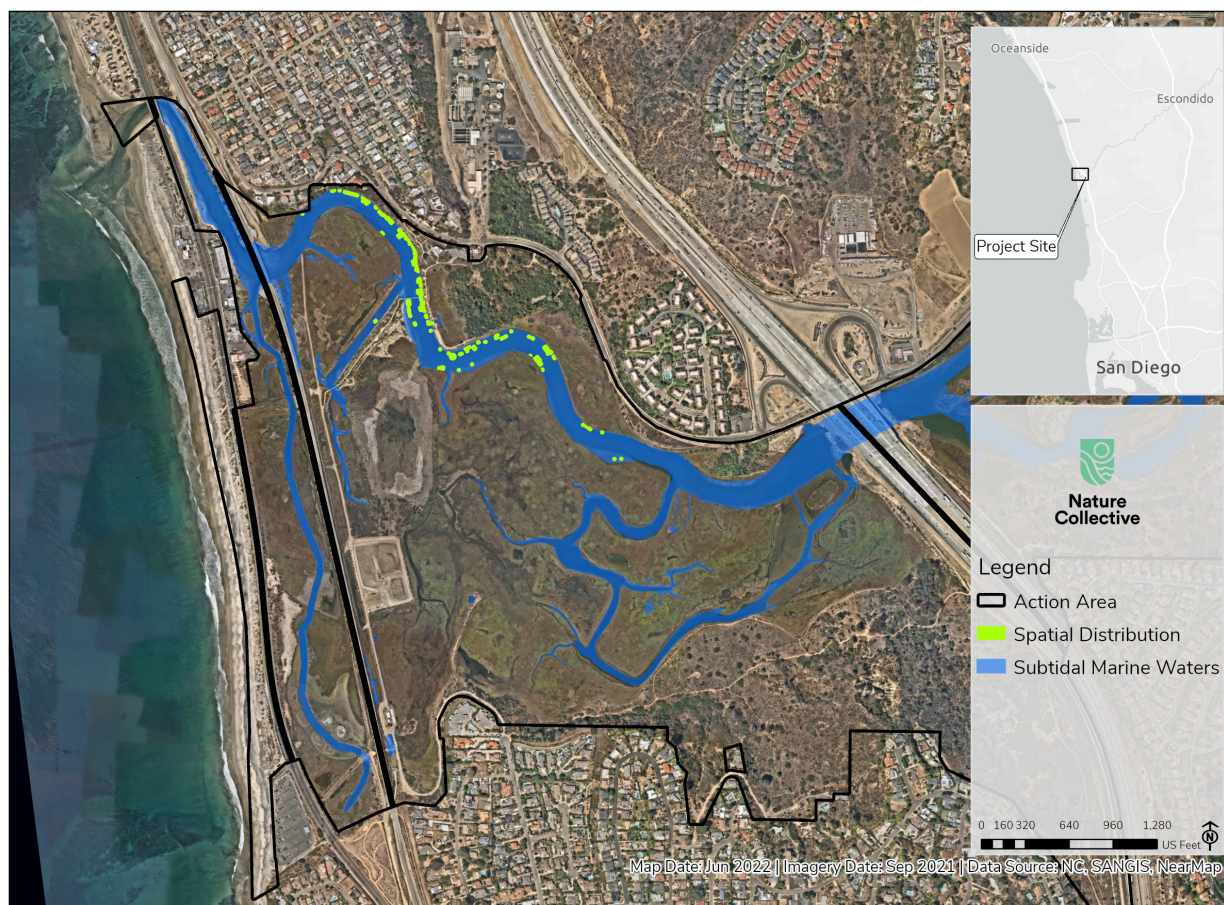 Oceanside
Escondido
Project Site
San Diego
Nature
Collective
Legend
Action Area
Spatial Distribution
Subtidal Marine Waters
0 160 320 640 960 1,280
US Feet
N
Map Date: Jun 2022 | Imagery Date: Sep 2021 | Data Source: NC, SANGIS, NearMap